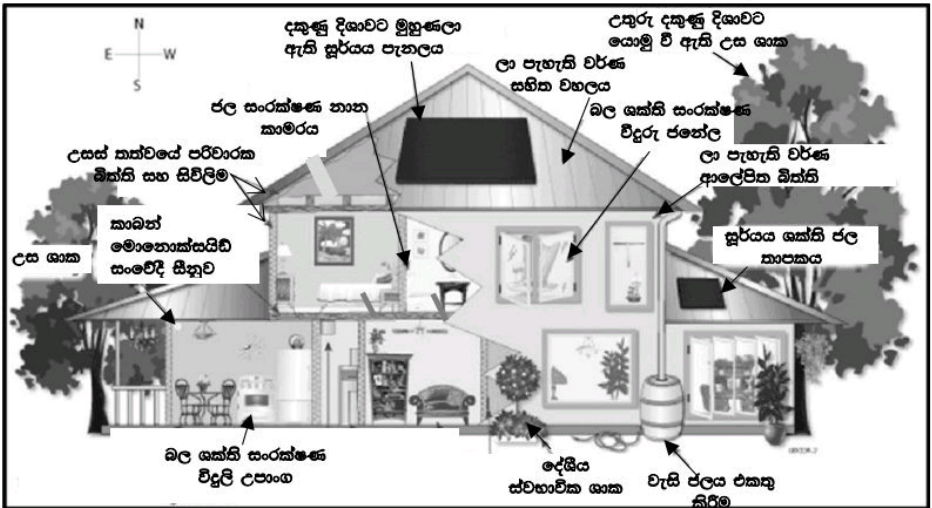 N
E
W
S
දකුණු දිශාවට මුහුණලා
ඇති සූර්යය පැනලය
උතුරු දකුණු දිශාවට
යොමු වී ඇති උස ශාක
ලා පැහැති වර්ණ
සහිත වහලය
ජල සංරක්ෂණ නාන
කාමරය
බල ශක්ති සංරක්ෂණ
වීදුරු ජනේල
උසස් තත්වයේ පරිවාරක
බිත්ති සහ සිවිලිම
ලා පැහැති වර්ණ
ආලේපිත බිත්ති
කාබන්
මොනොක්සයිඩ්
සංවේදී සීනුව
උස ශාක
සූර්යය ශක්ති ජල
තාපකය
බල ශක්ති සංරක්ෂණ
විදුලි උපාංග
දේශීය
ස්වභාවික ශාක
වැසි ජලය එකතු
කිරීම